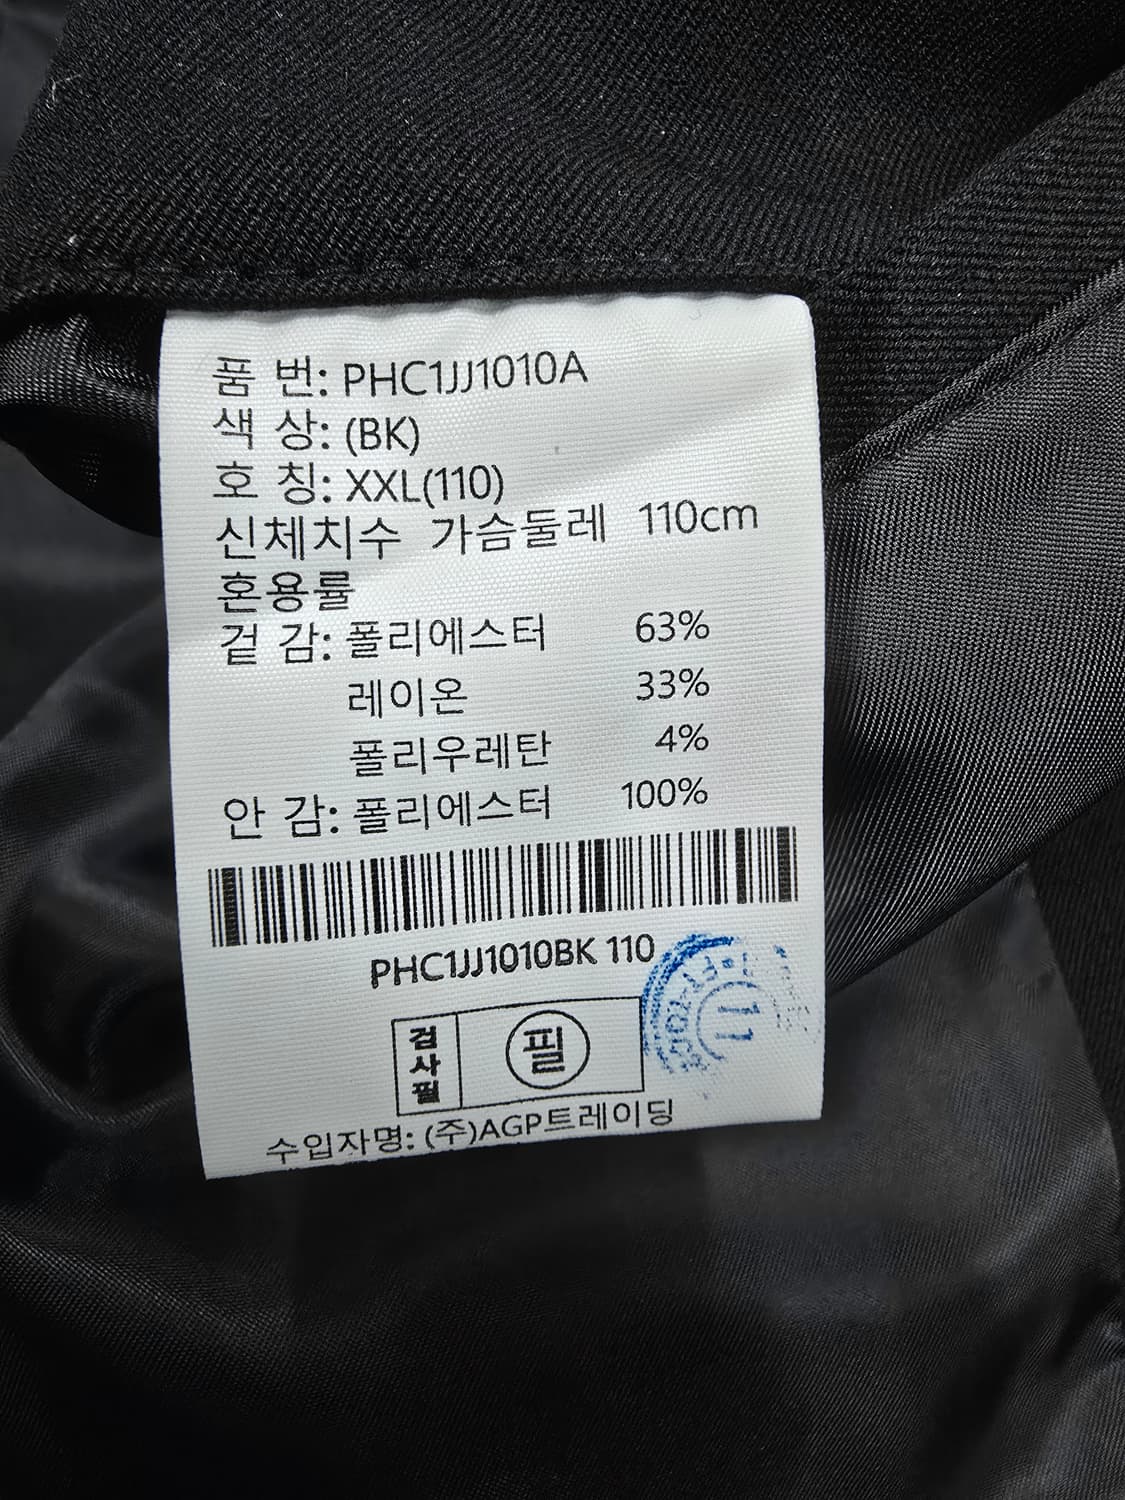 품 번: PHC1JJ1010A
색 상: (BK)
호 칭: XXL(110)
신체치수 가슴둘레 110cm
혼용률
겉 감: 폴리에스터 63%
레이온 33%
폴리우레탄 4%
안 감: 폴리에스터 100%
PHC1JJ1010BK 110
검사필
필
11
수입자명: (주)AGP트레이딩